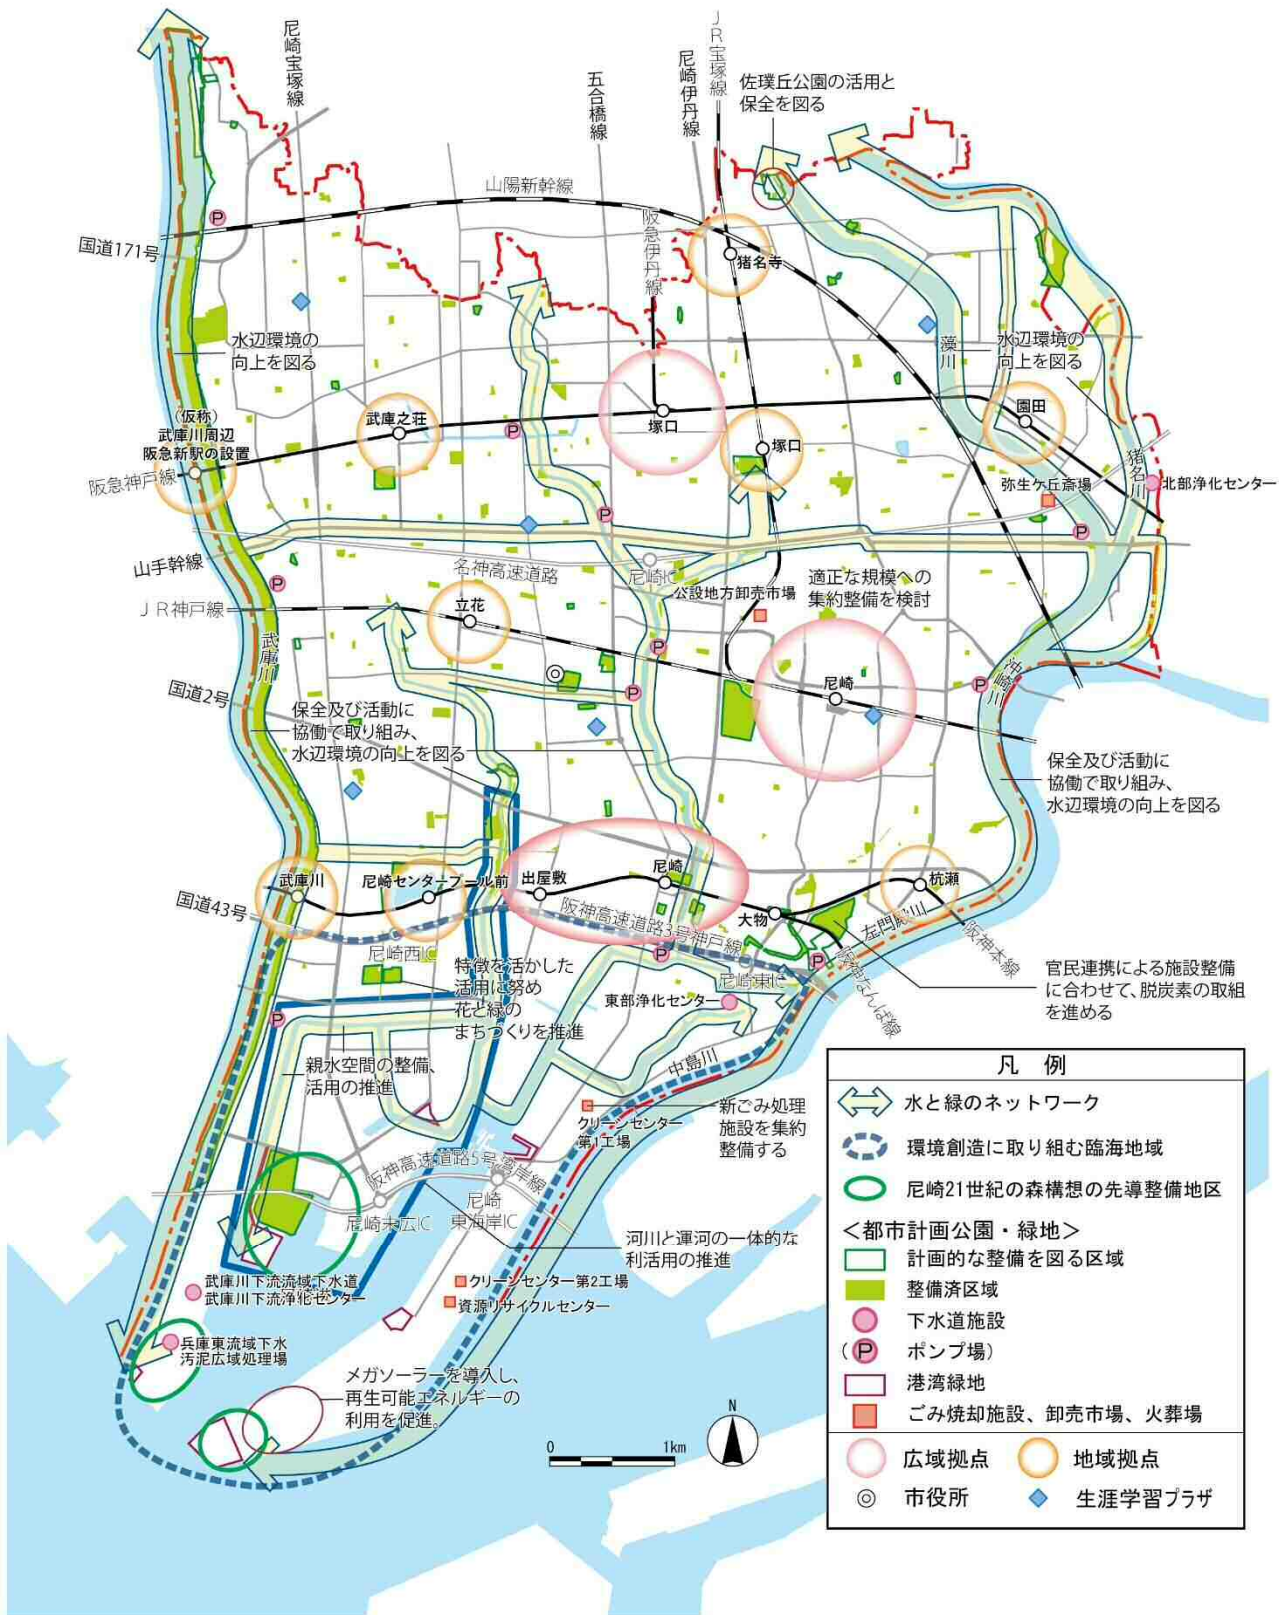 尼崎宝塚線
五合橋線
尼崎伊丹線
ＪＲ宝塚線
佐璞丘公園の活用と
保全を図る
山陽新幹線
阪急伊丹線
国道171号
猪名寺
水辺環境の
向上を図る
藻川
水辺環境の
向上を図る
（仮称）
武庫川周辺
阪急新駅の設置
武庫之荘
塚口
塚口
園田
阪急神戸線
猪名川
弥生ケ丘斎場
北部浄化センター
P
山手幹線
名神高速道路
尼崎IC
公設地方卸売市場
適正な規模への
集約整備を検討
ＪＲ神戸線
立花
武庫川
国道2号
尼崎
神崎川
保全及び活動に
協働で取り組み、
水辺環境の向上を図る
保全及び活動に
協働で取り組み、
水辺環境の向上を図る
武庫川
尼崎センタープール前
出屋敷
尼崎
大物
杭瀬
国道43号
阪神高速道路3号神戸線
左門殿川
阪神本線
阪神なんば線
尼崎西IC
尼崎東IC
特徴を活かした
活用に努め
花と緑の
まちづくりを推進
東部浄化センター
官民連携による施設整備
に合わせて、脱炭素の取組
を進める
親水空間の整備、
活用の推進
中島川
クリーンセンター
第1工場
新ごみ処理
施設を集約
整備する
阪神高速道路5号湾岸線
尼崎末広IC
尼崎
東海岸IC
河川と運河の一体的な
利活用の推進
武庫川下流流域下水道
武庫川下流浄化センター
クリーンセンター第2工場
資源リサイクルセンター
兵庫東流域下水
汚泥広域処理場
メガソーラーを導入し、
再生可能エネルギーの
利用を促進。
0 1km
N
凡 例
水と緑のネットワーク
環境創造に取り組む臨海地域
尼崎21世紀の森構想の先導整備地区
＜都市計画公園・緑地＞
計画的な整備を図る区域
整備済区域
下水道施設
（P ポンプ場）
港湾緑地
ごみ焼却施設、卸売市場、火葬場
広域拠点 地域拠点
市役所 生涯学習プラザ